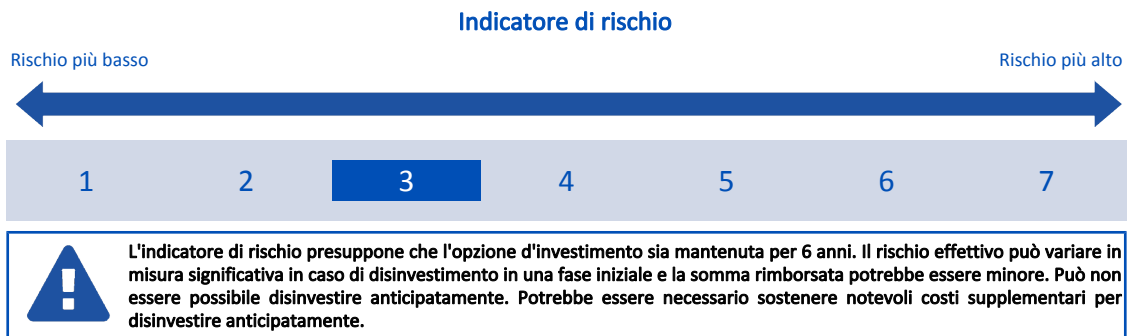 Indicatore di rischio
Rischio più basso
Rischio più alto
1 2 3 4 5 6 7
L'indicatore di rischio presuppone che l'opzione d'investimento sia mantenuta per 6 anni. Il rischio effettivo può variare in
misura significativa in caso di disinvestimento in una fase iniziale e la somma rimborsata potrebbe essere minore. Può non
essere possibile disinvestire anticipatamente. Potrebbe essere necessario sostenere notevoli costi supplementari per
disinvestire anticipatamente.